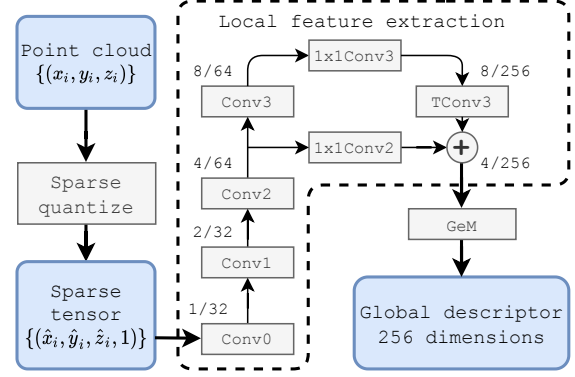 Local feature extraction
Point cloud
{(x_i, y_i, z_i)}
8/64
1x1Conv3
8/256
Conv3
TConv3
4/64
1x1Conv2
+
4/256
Sparse
quantize
Conv2
GeM
2/32
Conv1
Sparse
tensor
{(x̂_i, ŷ_i, ẑ_i, 1)}
1/32
Conv0
Global descriptor
256 dimensions